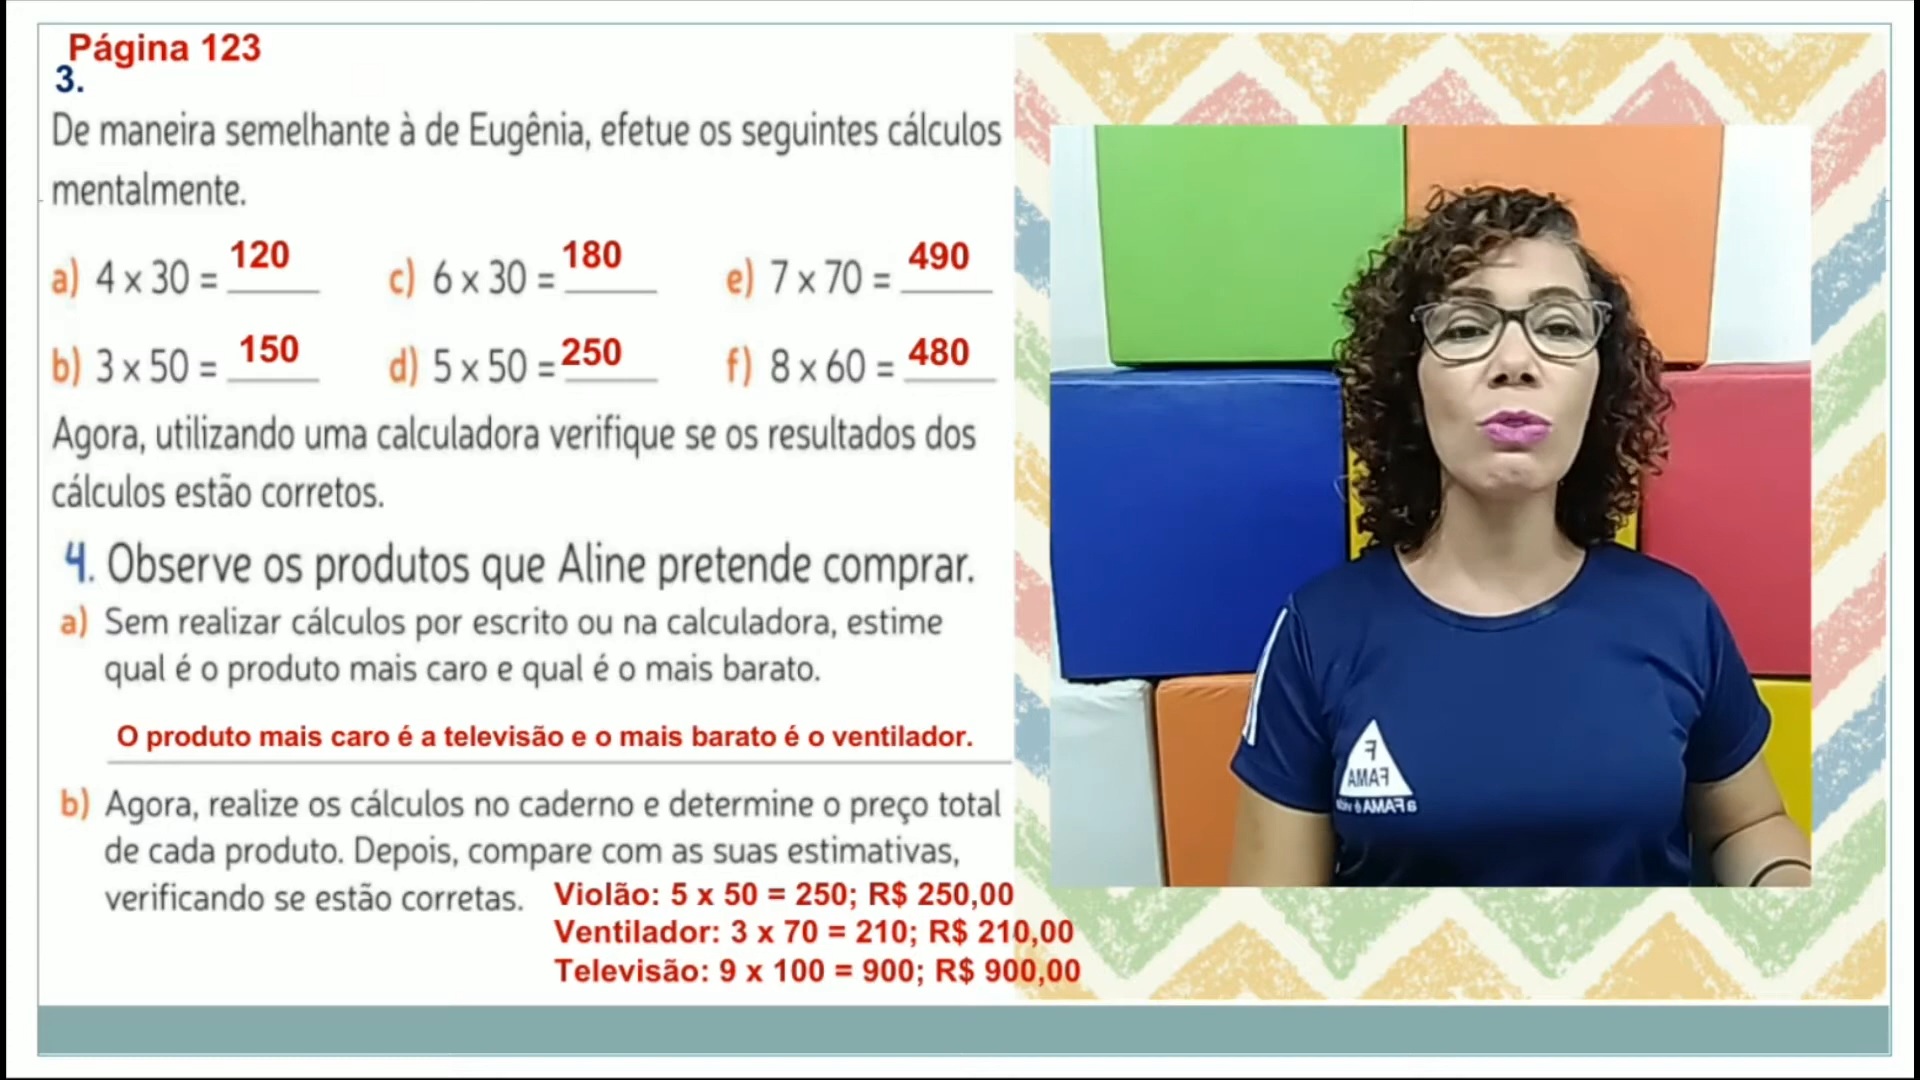 Página 123
3.
De maneira semelhante à de Eugênia, efetue os seguintes cálculos
mentalmente.
a) 4 x 30 = 120 c) 6 x 30 = 180 e) 7 x 70 = 490
b) 3 x 50 = 150 d) 5 x 50 = 250 f) 8 x 60 = 480
Agora, utilizando uma calculadora verifique se os resultados dos
cálculos estão corretos.
4. Observe os produtos que Aline pretende comprar.
a) Sem realizar cálculos por escrito ou na calculadora, estime
qual é o produto mais caro e qual é o mais barato.
O produto mais caro é a televisão e o mais barato é o ventilador.
b) Agora, realize os cálculos no caderno e determine o preço total
de cada produto. Depois, compare com as suas estimativas,
verificando se estão corretas.
Violão: 5 x 50 = 250; R$ 250,00
Ventilador: 3 x 70 = 210; R$ 210,00
Televisão: 9 x 100 = 900; R$ 900,00
F
FAMA
a FAMA é